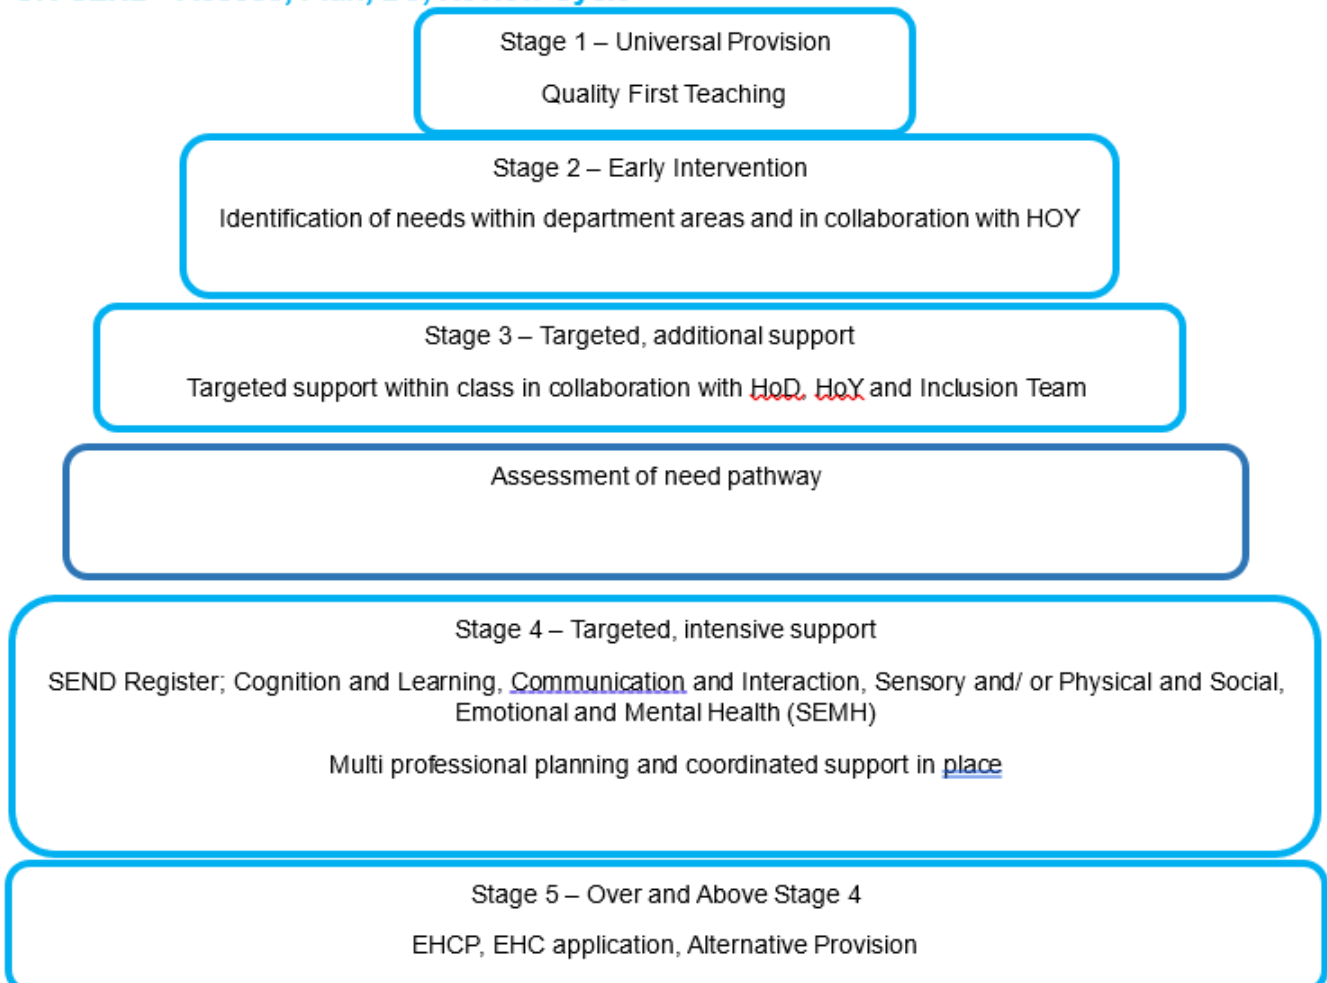 Stage 1 – Universal Provision
Quality First Teaching
Stage 2 – Early Intervention
Identification of needs within department areas and in collaboration with HOY
Stage 3 – Targeted, additional support
Targeted support within class in collaboration with HoD, HoY and Inclusion Team
Assessment of need pathway
Stage 4 – Targeted, intensive support
SEND Register; Cognition and Learning, Communication and Interaction, Sensory and/ or Physical and Social,
Emotional and Mental Health (SEMH)
Multi professional planning and coordinated support in place
Stage 5 – Over and Above Stage 4
EHCP, EHC application, Alternative Provision